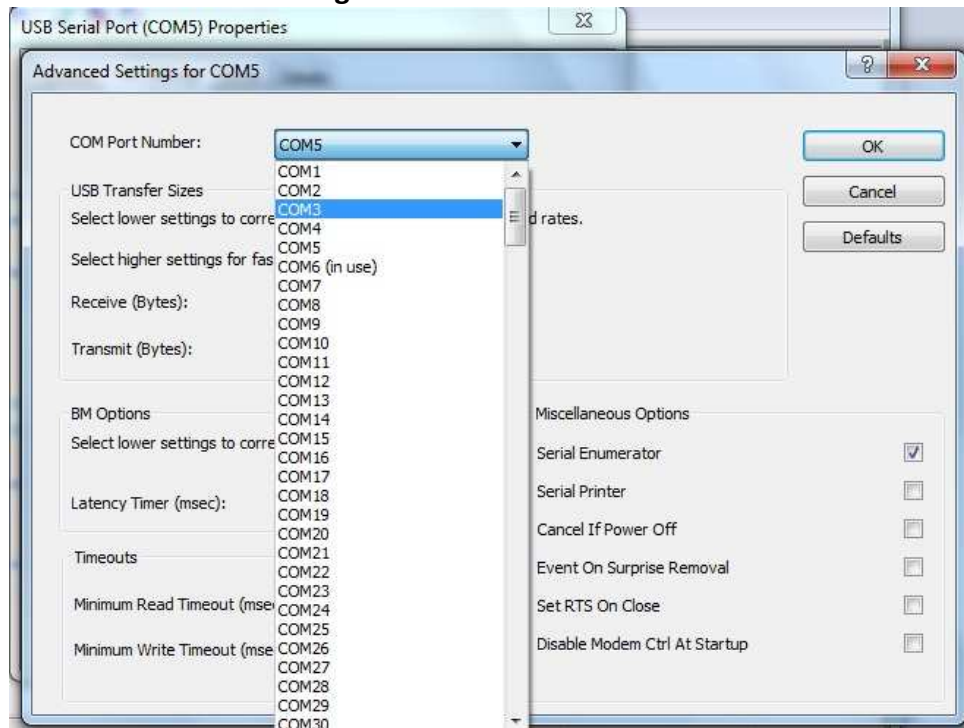 USB Serial Port (COM5) Properties
Advanced Settings for COM5
COM Port Number:
COM5
OK
Cancel
Defaults
COM1
COM2
COM3
COM4
COM5
COM6 (in use)
COM7
COM8
COM9
COM10
COM11
COM12
COM13
COM14
COM15
COM16
COM17
COM18
COM19
COM20
COM21
COM22
COM23
COM24
COM25
COM26
COM27
COM28
COM29
COM30
USB Transfer Sizes
Select lower settings to d rates.
Select higher settings for
Receive (Bytes):
Transmit (Bytes):
BM Options
Select lower settings to
Latency Timer (msec):
Timeouts
Minimum Read Timeout
Minimum Write Timeout
Miscellaneous Options
Serial Enumerator
Serial Printer
Cancel If Power Off
Event On Surprise Removal
Set RTS On Close
Disable Modem Ctrl At Startup